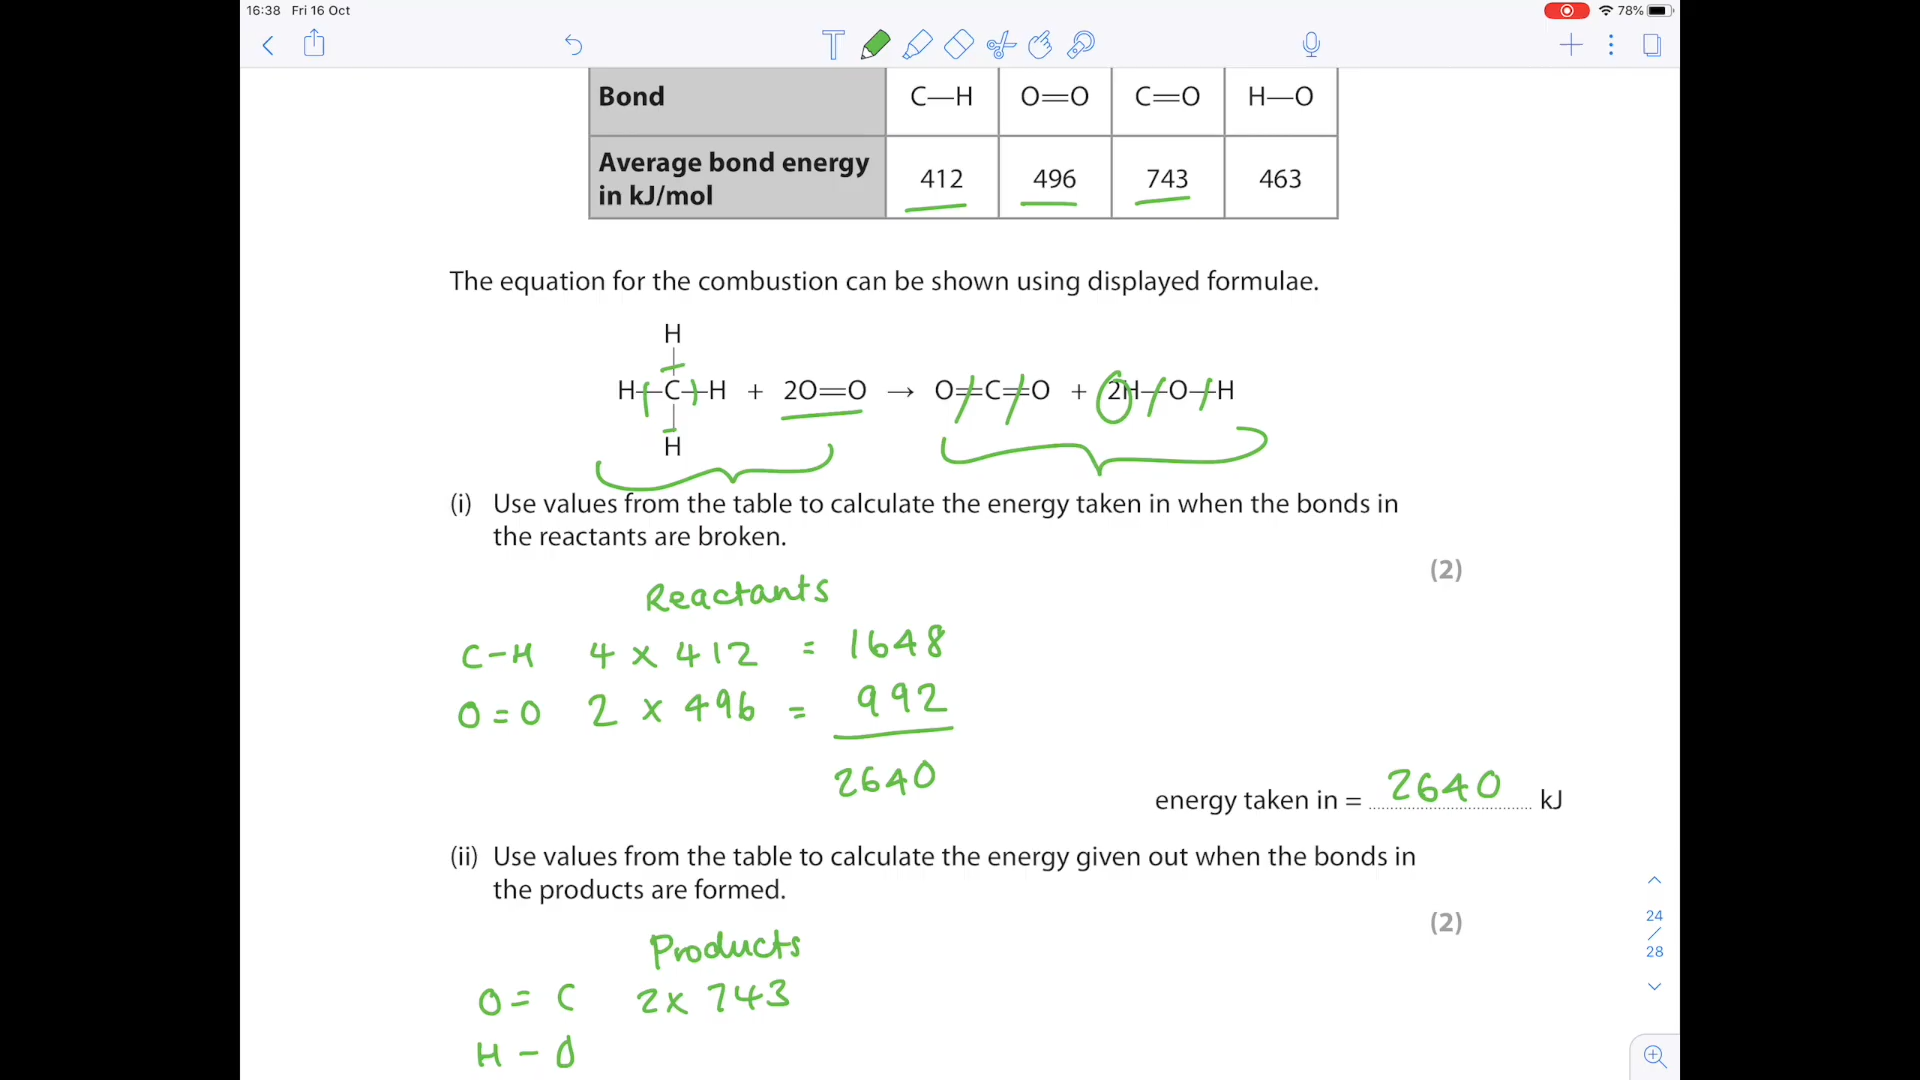 16:38 Fri 16 Oct
78%
T
Bond C—H O=O C=O H—O
Average bond energy
in kJ/mol 412 496 743 463
The equation for the combustion can be shown using displayed formulae.
H
H—C—H + 2O=O → O=C=O + 2H—O—H
H
(i) Use values from the table to calculate the energy taken in when the bonds in
the reactants are broken.
(2)
Reactants
C-H 4 x 412 = 1648
O=O 2 x 496 = 992
2640
energy taken in = 2640 kJ
(ii) Use values from the table to calculate the energy given out when the bonds in
the products are formed.
(2)
Products
O=C 2x 743
H-O
24
/
28